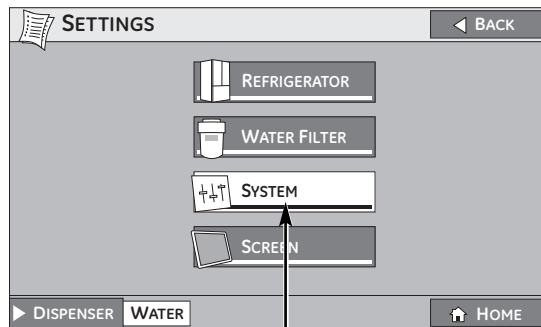 SETTINGS
BACK
REFRIGERATOR
WATER FILTER
SYSTEM
SCREEN
DISPENSER WATER
HOME